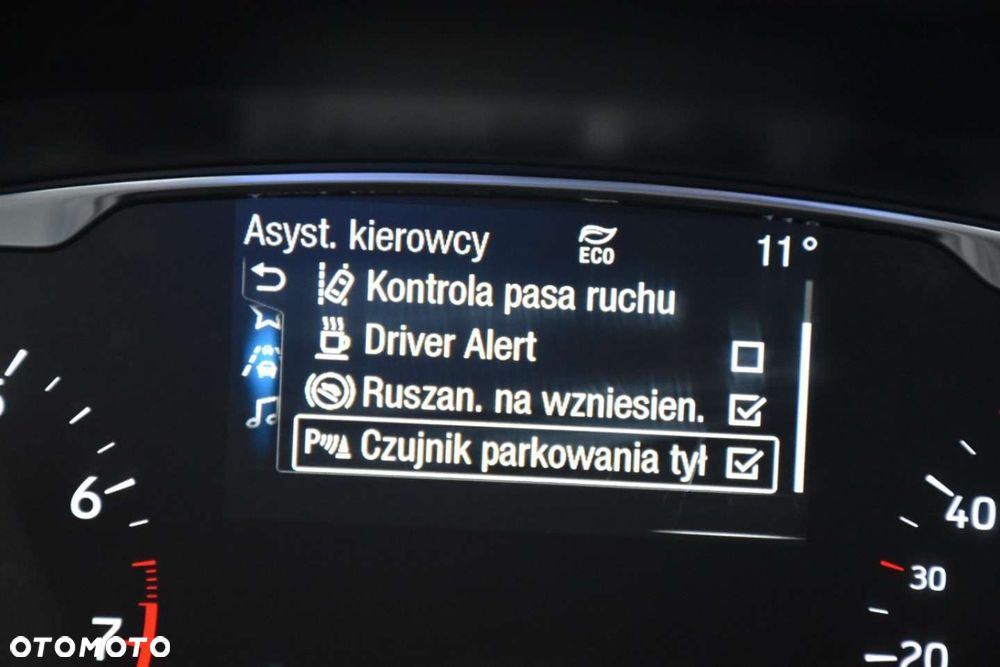 Asyst. kierowcy ECO 11°
Kontrola pasa ruchu
Driver Alert
Ruszan. na wzniesien.
P Czujnik parkowania tył
6
7
40
30
20
OTOMOTO